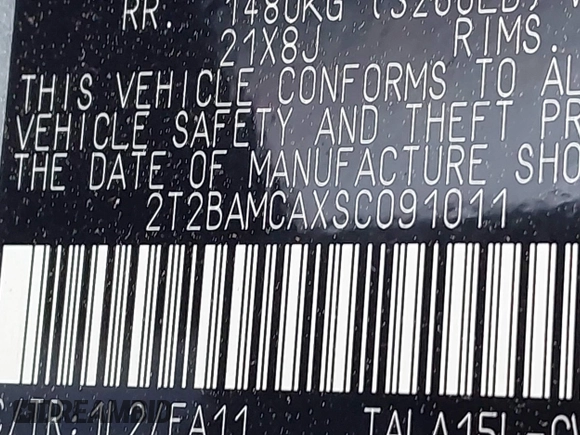 RR. 1480KG (3260LB)
21X8J RIMS.
THIS VEHICLE CONFORMS TO AL
VEHICLE SAFETY AND THEFT PR
THE DATE OF MANUFACTURE SHO
2T2BAMCAXSC091011